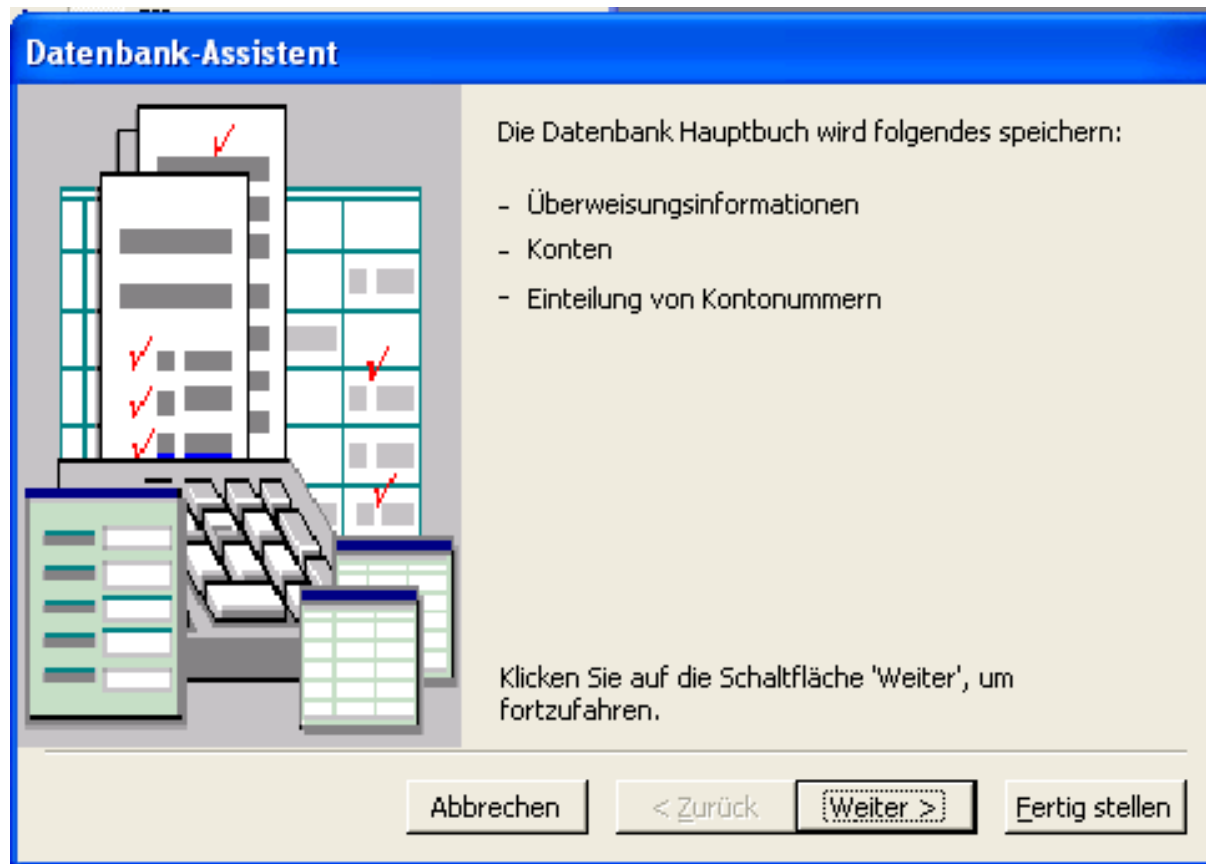 Datenbank-Assistent
Die Datenbank Hauptbuch wird folgendes speichern:
- Überweisungsinformationen
- Konten
- Einteilung von Kontonummern
Klicken Sie auf die Schaltfläche 'Weiter', um
fortzufahren.
Abbrechen < Zurück Weiter > Fertig stellen